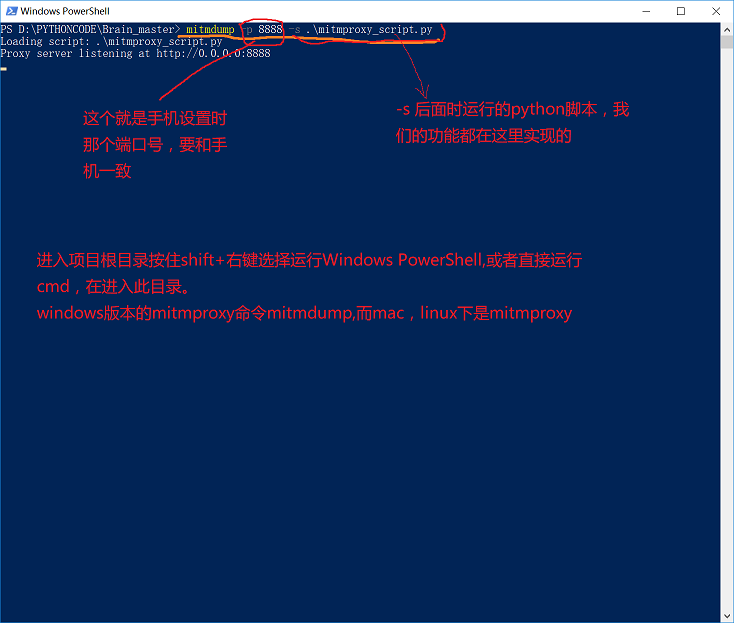 Windows PowerShell
PS D:\PYTHONCODE\Brain_master> mitmdump -p 8888 -s .\mitmproxy_script.py
Loading script: .\mitmproxy_script.py
Proxy server listening at http://0.0.0.0:8888
这个就是手机设置时
那个端口号，要和手
机一致
-s 后面时运行的python脚本，我
们的功能都在这里实现的
进入项目根目录按住shift+右键选择运行Windows PowerShell,或者直接运行
cmd，在进入此目录。
windows版本的mitmproxy命令mitmdump,而mac，linux下是mitmproxy